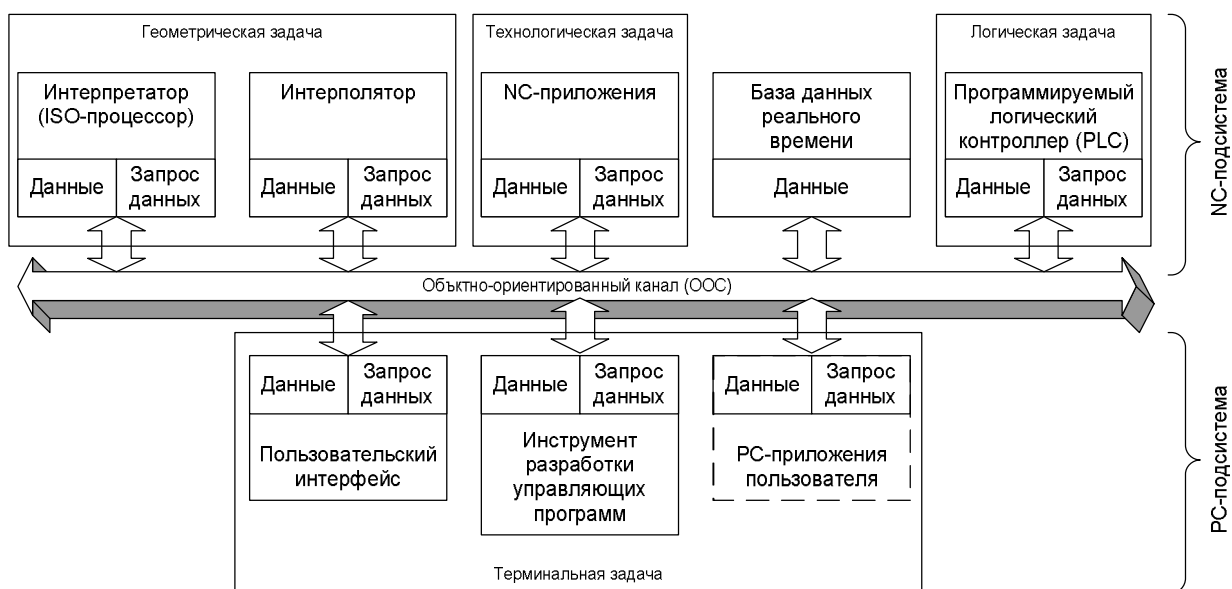 Геометрическая задача
Технологическая задача
Логическая задача
Интерпретатор
(ISO-процессор)
Данные
Запрос
данных
Интерполятор
Данные
Запрос
данных
NC-приложения
Данные
Запрос
данных
База данных
реального
времени
Данные
Программируемый
логический
контроллер (PLC)
Данные
Запрос
данных
NC-подсистема
Объктно-ориентированный канал (ООС)
Данные
Запрос
данных
Пользовательский
интерфейс
Данные
Запрос
данных
Инструмент
разработки
управляющих
программ
Данные
Запрос
данных
PC-приложения
пользователя
Терминальная задача
PC-подсистема